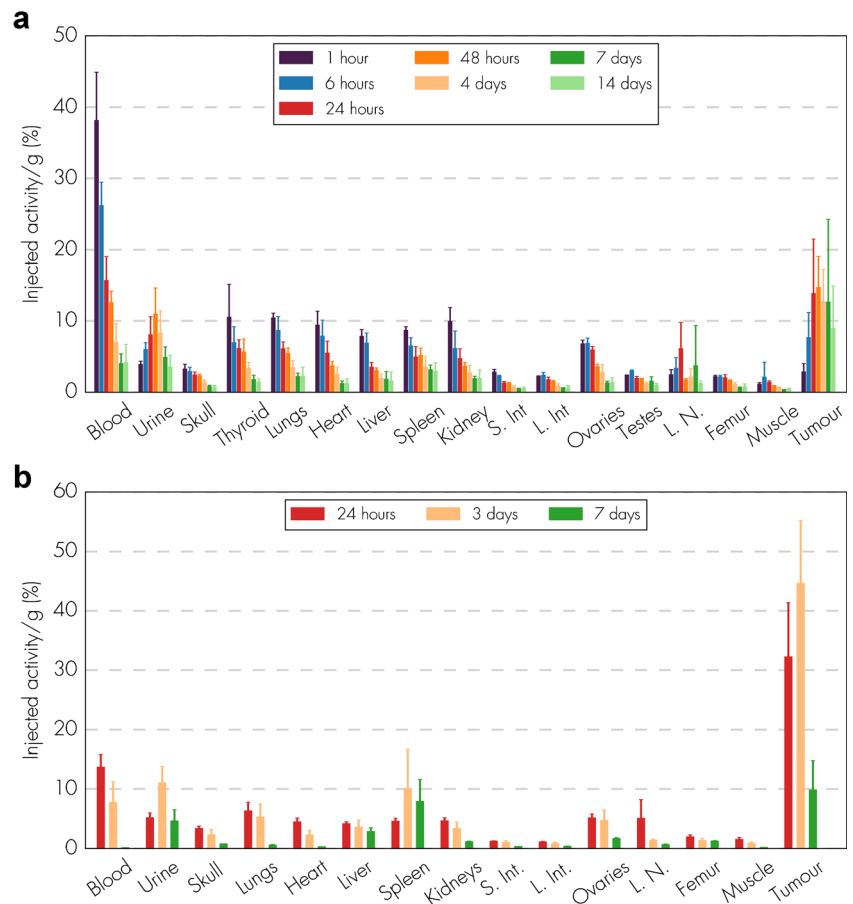 a
50
40
30
20
10
0
Injected activity/g (%)
1 hour
6 hours
24 hours
48 hours
4 days
7 days
14 days
Blood
Urine
Skull
Thyroid
Lungs
Heart
Liver
Spleen
Kidney
S. Int
L. Int
Ovaries
Testes
L. N.
Femur
Muscle
Tumour
b
60
50
40
30
20
10
0
Injected activity/g (%)
24 hours
3 days
7 days
Blood
Urine
Skull
Lungs
Heart
Liver
Spleen
Kidneys
S. Int.
L. Int.
Ovaries
L. N.
Femur
Muscle
Tumour